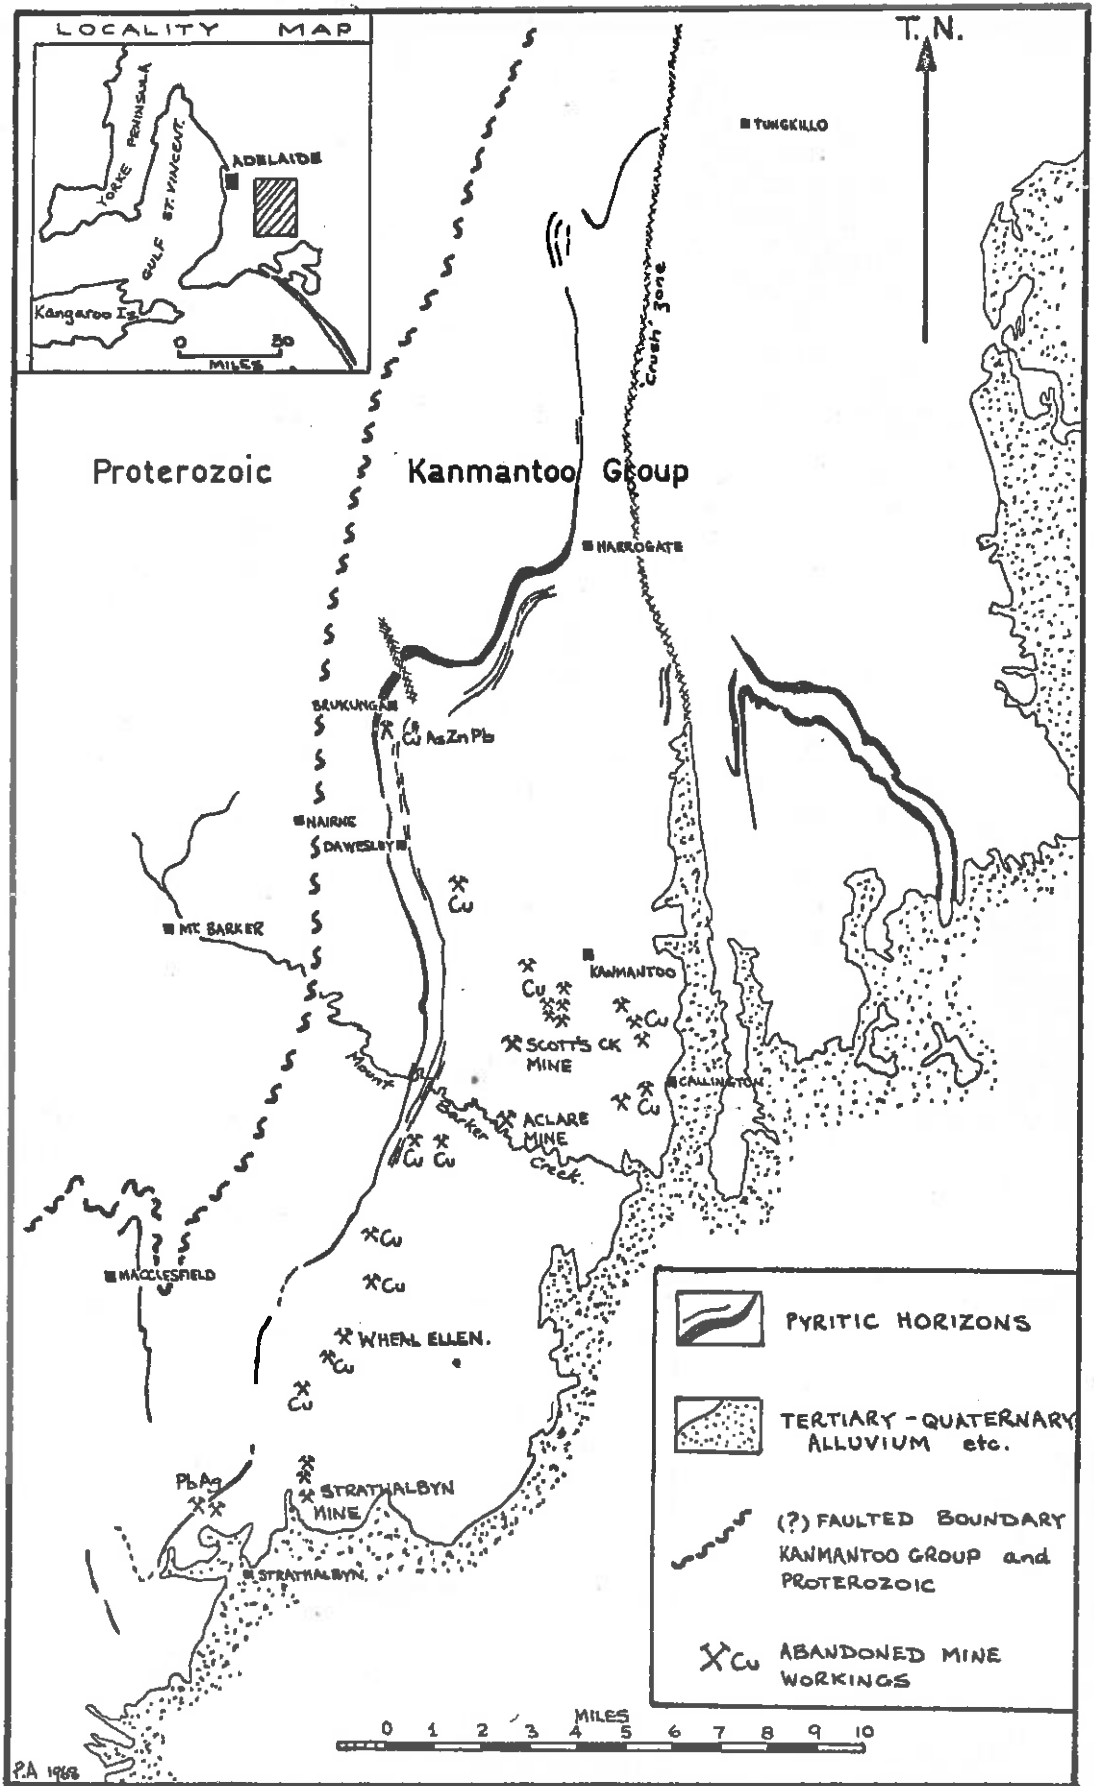 LOCALITY MAP
YORKE PENINSULA
GULF ST. VINCENT.
ADELAIDE
Kangaroo Is.
0 30
MILES
T. N.
TUNGKILLO
Crush Zone
Proterozoic
Kanmantoo Group
HARROGATE
BRUKUNGA
Cu As Zn Pb
NAIRNE
DAWESLEY
Cu
MT. BARKER
KANMANTOO
Cu
Cu
SCOTT'S CK
MINE
Mount
Barker
Creek.
CALLINGTON
Cu
ACLARE
MINE
Cu Cu
Cu
MACCLESFIELD
Cu
WHEAL ELLEN.
Cu
Cu
Pb Ag
STRATHALBYN
MINE
STRATHALBYN.
PYRITIC HORIZONS
TERTIARY - QUATERNARY
ALLUVIUM etc.
(?) FAULTED BOUNDARY
KANMANTOO GROUP and
PROTEROZOIC
Cu ABANDONED MINE
WORKINGS
MILES
0 1 2 3 4 5 6 7 8 9 10
P.A 1968